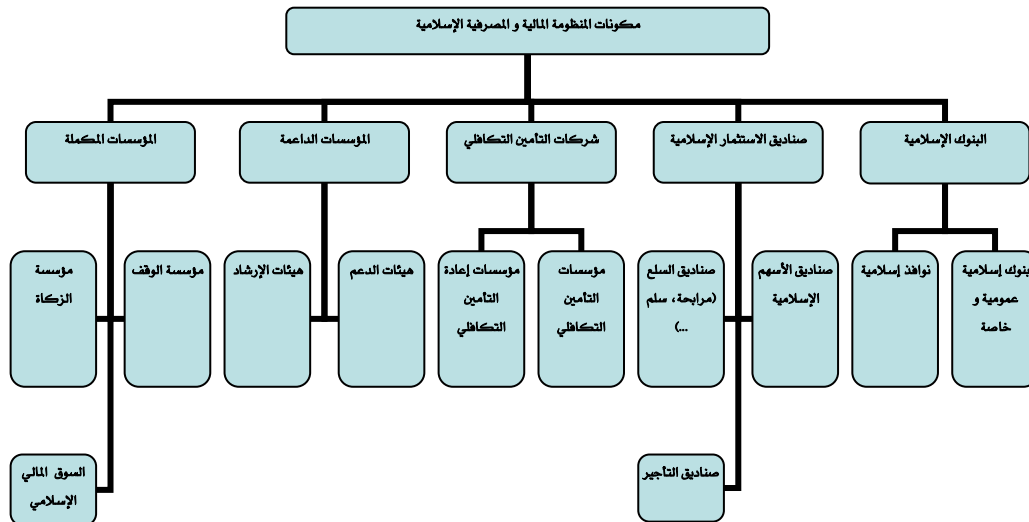 مكونات المنظومة المالية و المصرفية الإسلامية
البنوك الإسلامية
صناديق الاستثمار الإسلامية
شركات التأمين التكافلي
المؤسسات الداعمة
المؤسسات المكملة
بنوك إسلامية
عمومية و
خاصة
نوافذ إسلامية
صناديق الأسهم
الإسلامية
صناديق السلع
(مرابحة، سلم
...)
مؤسسات
التأمين
التكافلي
مؤسسات إعادة
التأمين
التكافلي
هيئات الدعم
هيئات الإرشاد
مؤسسة الوقف
مؤسسة
الزكاة
صناديق التأجير
السوق المالي
الإسلامي